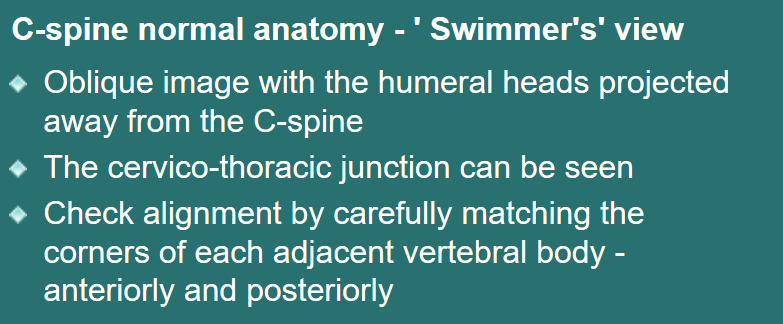 C-spine normal anatomy - ' Swimmer's' view
Oblique image with the humeral heads projected
away from the C-spine
The cervico-thoracic junction can be seen
Check alignment by carefully matching the
corners of each adjacent vertebral body -
anteriorly and posteriorly